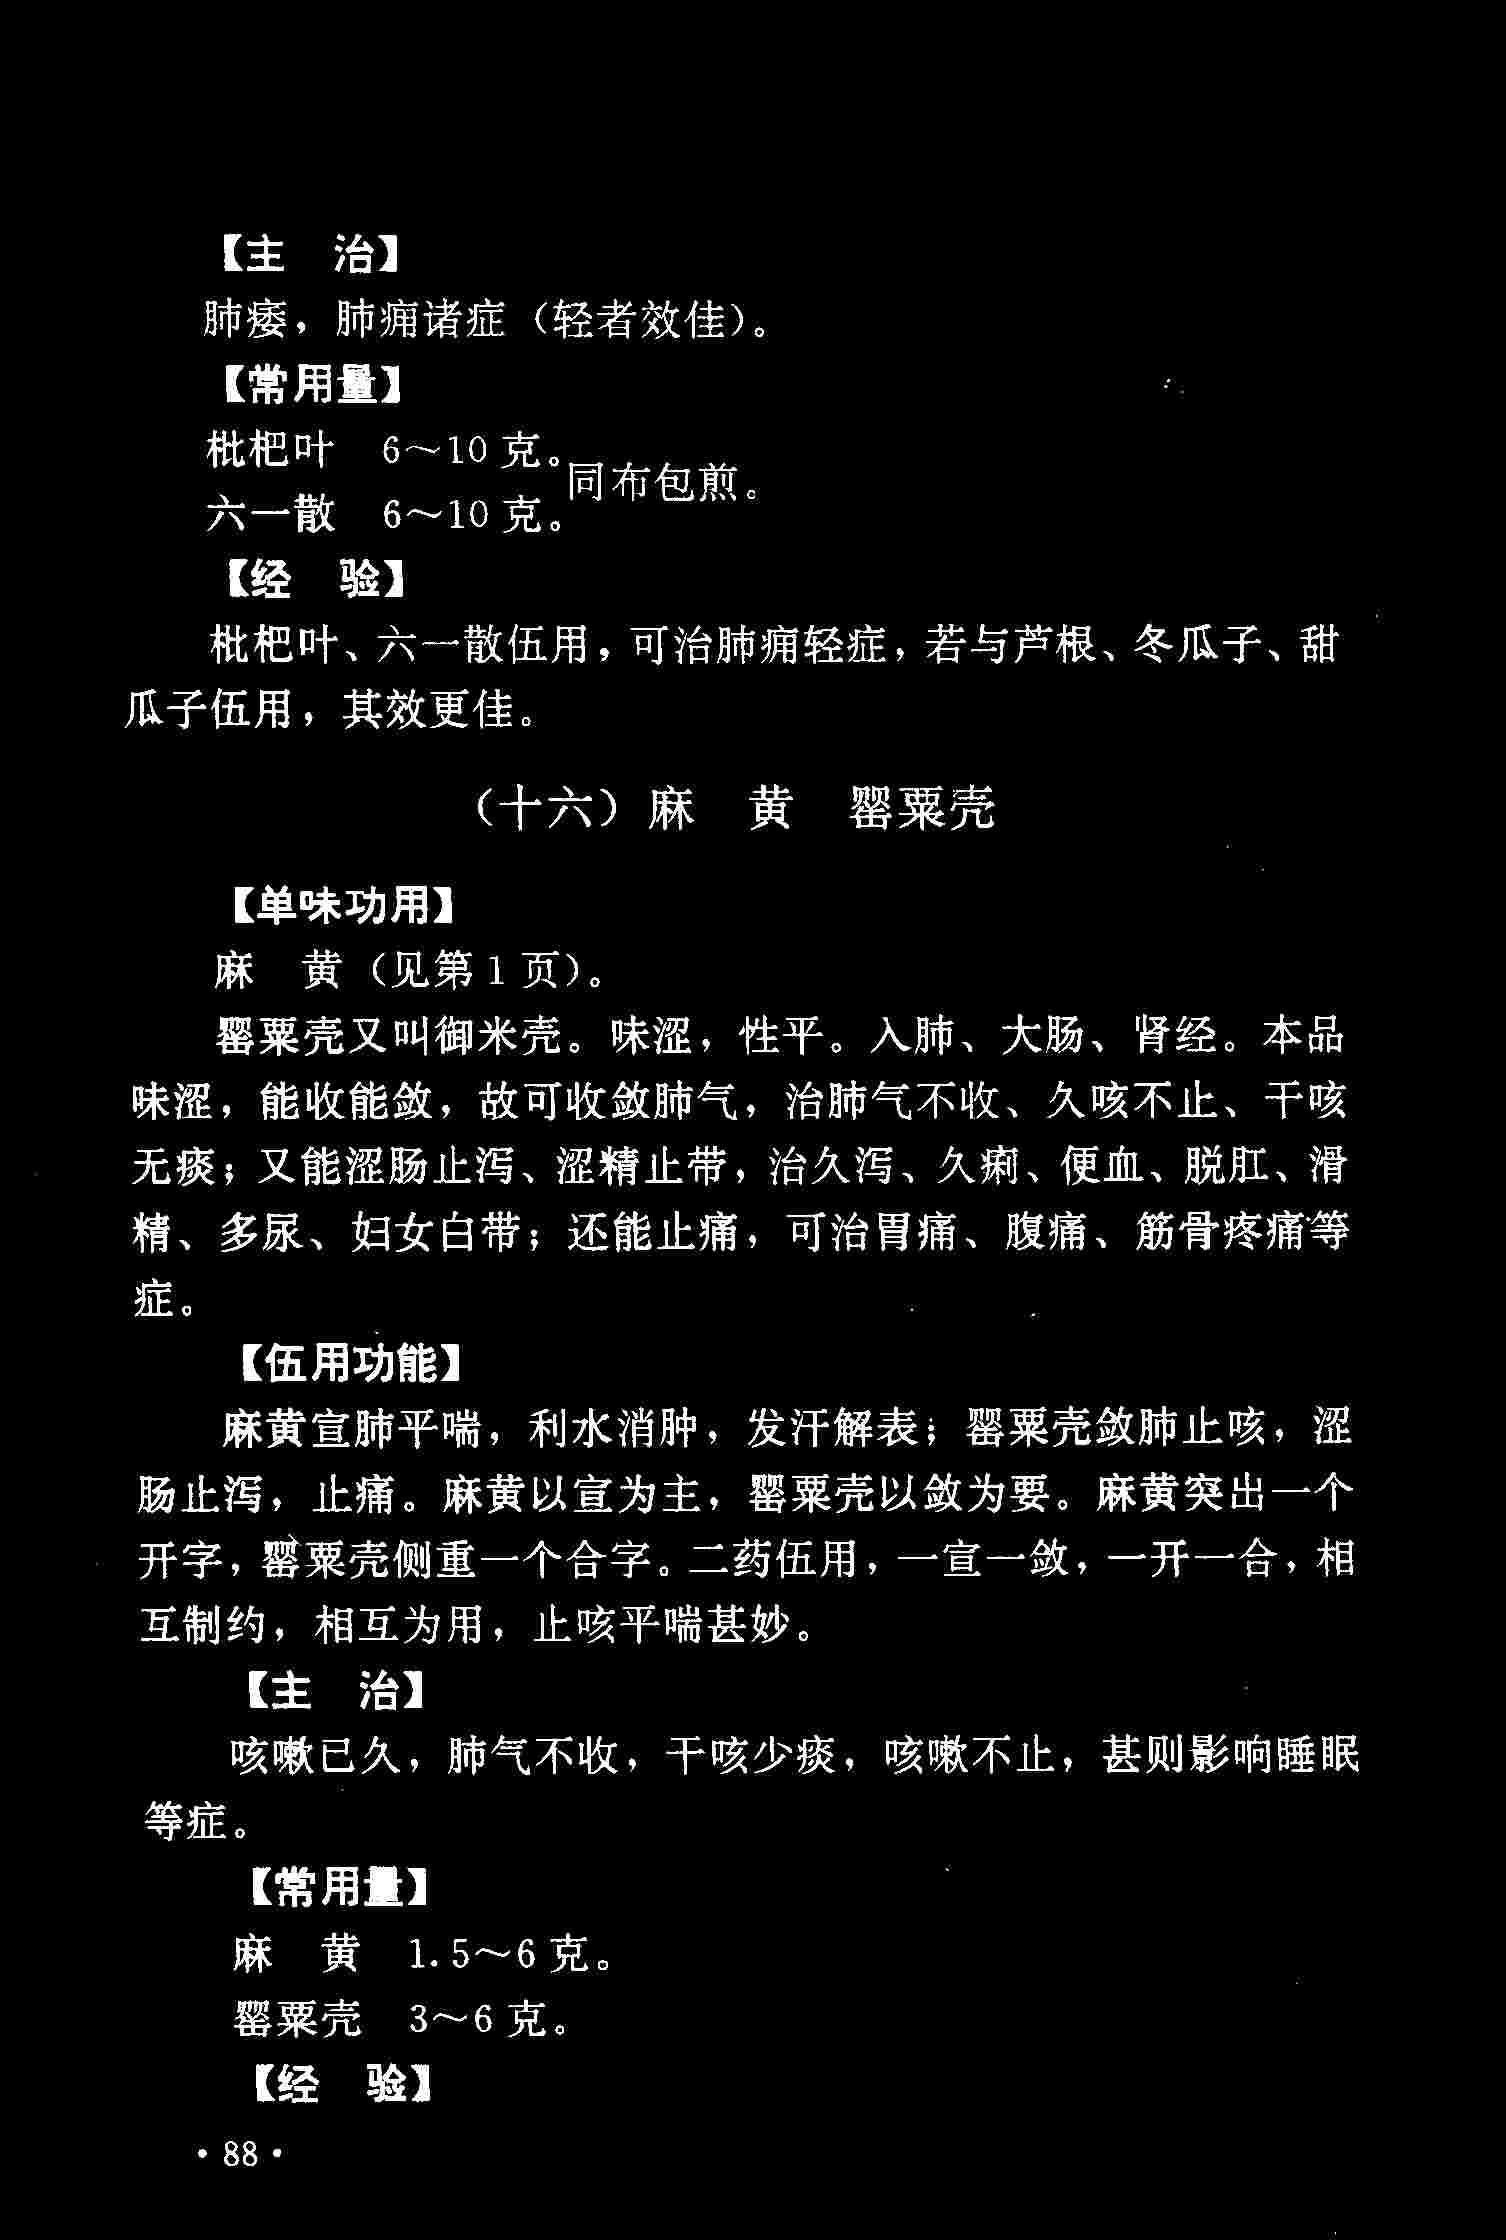 【主　治】
肺痿，肺痈诸症（轻者效佳）。
【常用量】
枇杷叶　6～10克。
同布包煎。
六一散　6～10克。
【经　验】
枇杷叶、六一散伍用，可治肺痈轻症，若与芦根、冬瓜子、甜
瓜子伍用，其效更佳。
（十六）麻　黄　罂粟壳
【单味功用】
麻　黄（见第1页）。
罂粟壳又叫御米壳。味涩，性平。入肺、大肠、肾经。本品
味涩，能收能敛，故可收敛肺气，治肺气不收、久咳不止、干咳
无痰；又能涩肠止泻、涩精止带，治久泻、久痢、便血、脱肛、滑
精、多尿、妇女白带；还能止痛，可治胃痛、腹痛、筋骨疼痛等
症。
【伍用功能】
麻黄宣肺平喘，利水消肿，发汗解表；罂粟壳敛肺止咳，涩
肠止泻，止痛。麻黄以宣为主，罂粟壳以敛为要。麻黄突出一个
开字，罂粟壳侧重一个合字。二药伍用，一宣一敛，一开一合，相
互制约，相互为用，止咳平喘甚妙。
【主　治】
咳嗽已久，肺气不收，干咳少痰，咳嗽不止，甚则影响睡眠
等症。
【常用量】
麻　黄　1.5～6克。
罂粟壳　3～6克。
【经　验】
·88·